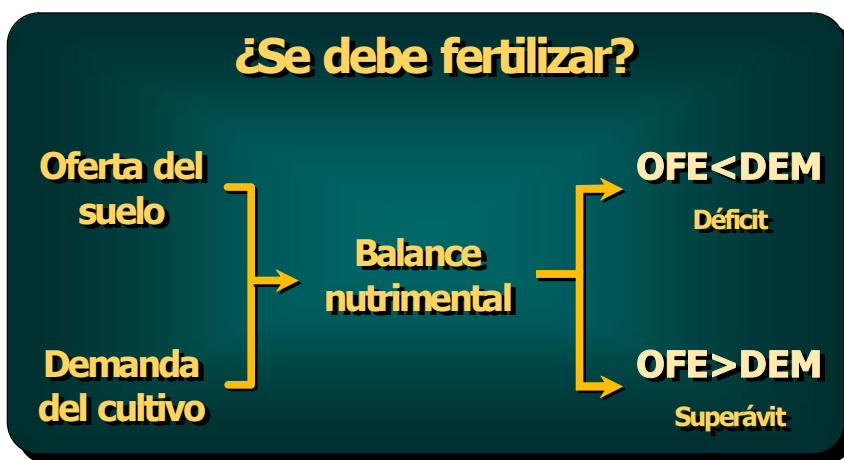 ¿Se debe fertilizar?
Oferta del
suelo
Balance
nutrimental
Demanda
del cultivo
OFE<DEM
Déficit
OFE>DEM
Superávit